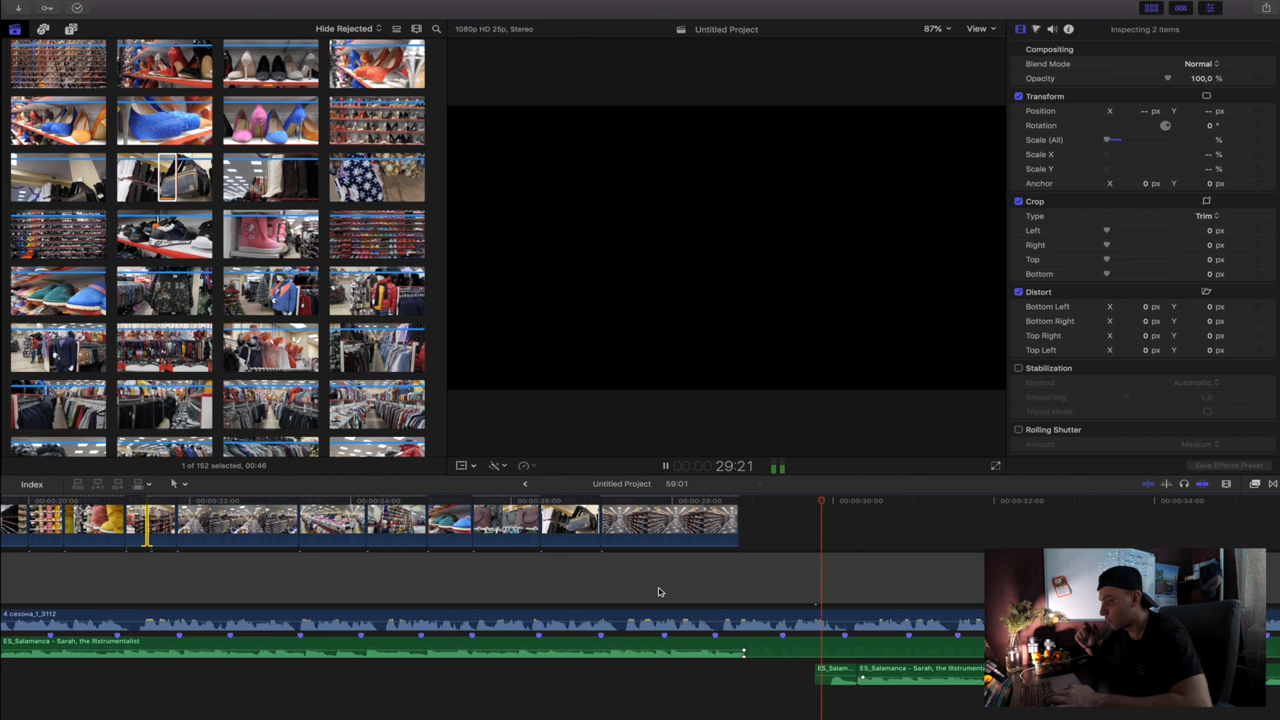 Hide Rejected
1080p HD 25p, Stereo
Untitled Project
87%
View
Inspecting 2 items
Compositing
Blend Mode Normal
Opacity 100,0 %
Transform
Position X -- px Y -- px
Rotation 0 °
Scale (All) %
Scale X -- %
Scale Y -- %
Anchor X 0 px Y 0 px
Crop
Type Trim
Left 0 px
Right 0 px
Top 0 px
Bottom 0 px
Distort
Bottom Left X 0 px Y 0 px
Bottom Right X 0 px Y 0 px
Top Right X 0 px Y 0 px
Top Left X 0 px Y 0 px
Stabilization
Method Automatic
Smoothing 1,0
Tripod Mode
Rolling Shutter
Amount Medium
1 of 152 selected, 00:46
00:00:29:21
Save Effects Preset
Index
Untitled Project 59:01
00:00:20:00 00:00:22:00 00:00:24:00 00:00:26:00 00:00:28:00 00:00:30:00 00:00:32:00 00:00:34:00
4 сезона_1_3112
ES_Salamanca - Sarah, the Illstrumentalist
ES_Salam... ES_Salamanca - Sarah, the Illstrumenta